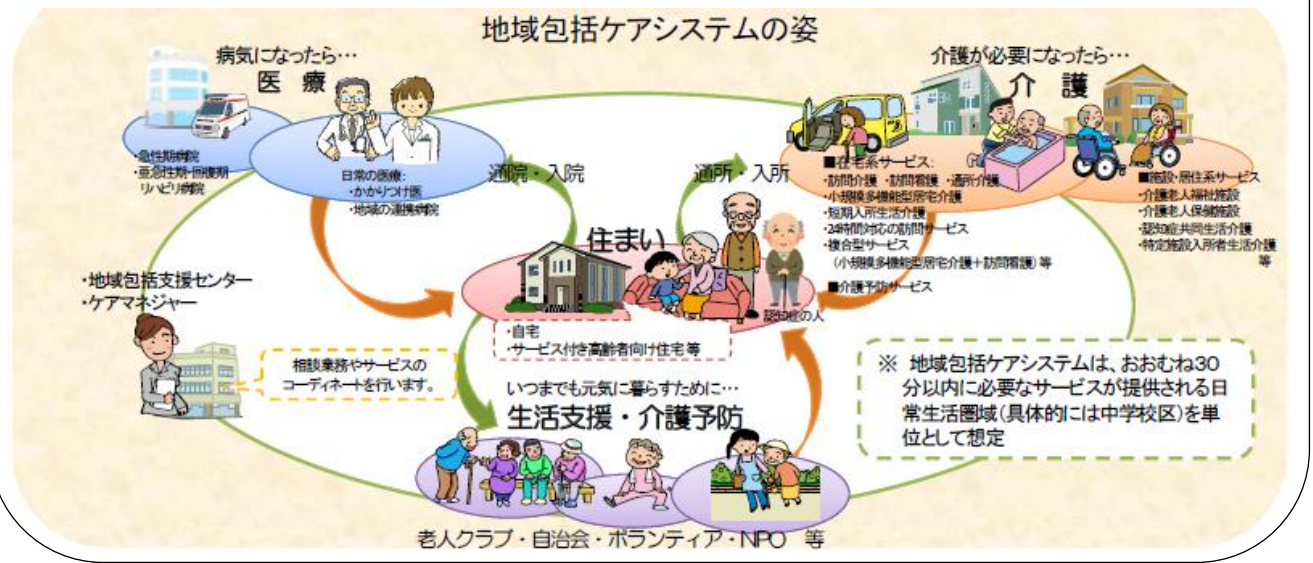 地域包括ケアシステムの姿
病気になったら…
医 療
・急性期病院
・亜急性期・回復期
リハビリ病院
日常の医療:
・かかりつけ医
・地域の連携病院
通院・入院
通所・入所
介護が必要になったら…
介 護
■在宅系サービス:
・訪問介護 ・訪問看護 ・通所介護
・小規模多機能型居宅介護
・短期入所生活介護
・24時間対応の訪問サービス
・複合型サービス
(小規模多機能型居宅介護+訪問看護)等
■介護予防サービス
■施設・居住系サービス
・介護老人福祉施設
・介護老人保健施設
・認知症共同生活介護
・特定施設入所者生活介護
等
住まい
認知症の人
・自宅
・サービス付き高齢者向け住宅 等
・地域包括支援センター
・ケアマネジャー
相談業務やサービスの
コーディネートを行います。
いつまでも元気に暮らすために…
生活支援・介護予防
老人クラブ・自治会・ボランティア・NPO 等
※ 地域包括ケアシステムは、おおむね30
分以内に必要なサービスが提供される日
常生活圏域(具体的には中学校区)を単
位として想定